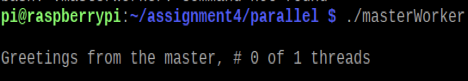 pi@raspberrypi:~/assignment4/parallel $ ./masterWorker
Greetings from the master, # 0 of 1 threads